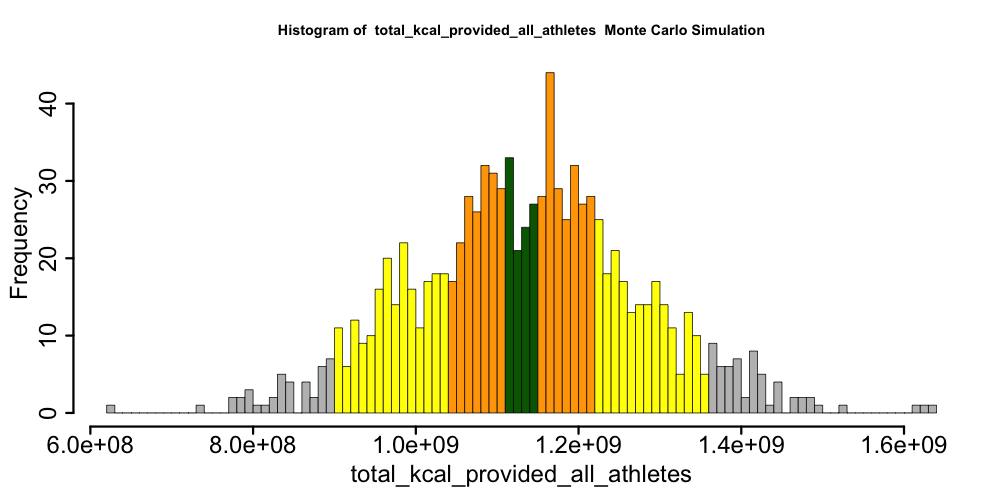 Histogram of  total_kcal_provided_all_athletes  Monte Carlo Simulation
Frequency
40
30
20
10
0
6.0e+08 8.0e+08 1.0e+09 1.2e+09 1.4e+09 1.6e+09
total_kcal_provided_all_athletes